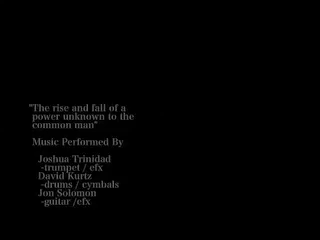 "The rise and fall of a
power unknown to the
common man"
Music Performed By
Joshua Trinidad
-trumpet / efx
David Kurtz
-drums / cymbals
Jon Solomon
-guitar /efx